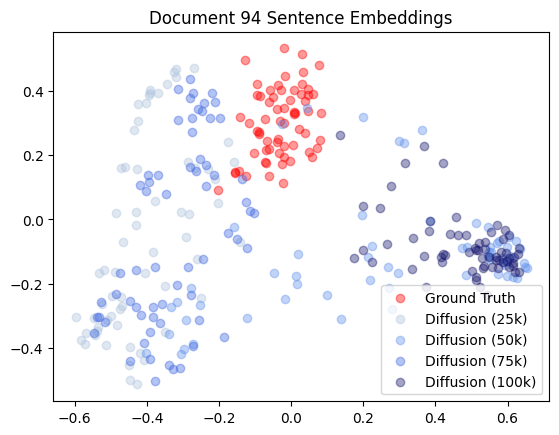 Document 94 Sentence Embeddings
0.4
0.2
0.0
−0.2
−0.4
Ground Truth
Diffusion (25k)
Diffusion (50k)
Diffusion (75k)
Diffusion (100k)
−0.6
−0.4
−0.2
0.0
0.2
0.4
0.6